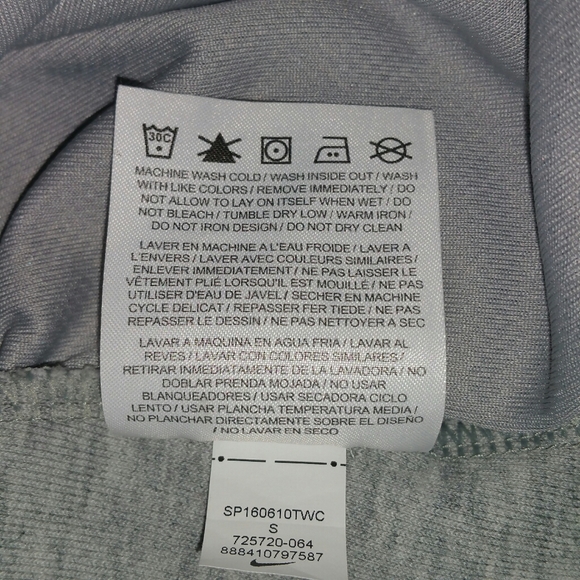 30C
MACHINE WASH COLD / WASH INSIDE OUT / WASH
WITH LIKE COLORS / REMOVE IMMEDIATELY / DO
NOT ALLOW TO LAY ON ITSELF WHEN WET / DO
NOT BLEACH / TUMBLE DRY LOW / WARM IRON /
DO NOT IRON DESIGN / DO NOT DRY CLEAN
LAVER EN MACHINE A L'EAU FROIDE / LAVER A
L'ENVERS / LAVER AVEC COULEURS SIMILAIRES /
ENLEVER IMMEDIATEMENT / NE PAS LAISSER LE
VÊTEMENT PLIÉ LORSQU'IL EST MOUILLÉ / NE PAS
UTILISER D'EAU DE JAVEL / SECHER EN MACHINE
CYCLE DELICAT / REPASSER FER TIEDE / NE PAS
REPASSER LE DESSIN / NE PAS NETTOYER A SEC
LAVAR A MAQUINA EN AGUA FRIA / LAVAR AL
REVES / LAVAR CON COLORES SIMILARES /
RETIRAR INMEDIATAMENTE DE LA LAVADORA / NO
DOBLAR PRENDA MOJADA / NO USAR
BLANQUEADORES / USAR SECADORA CICLO
LENTO / USAR PLANCHA TEMPERATURA MEDIA /
NO PLANCHAR DIRECTAMENTE SOBRE EL DISEÑO
/ NO LAVAR EN SECO
SP160610TWC
S
725720-064
888410797587